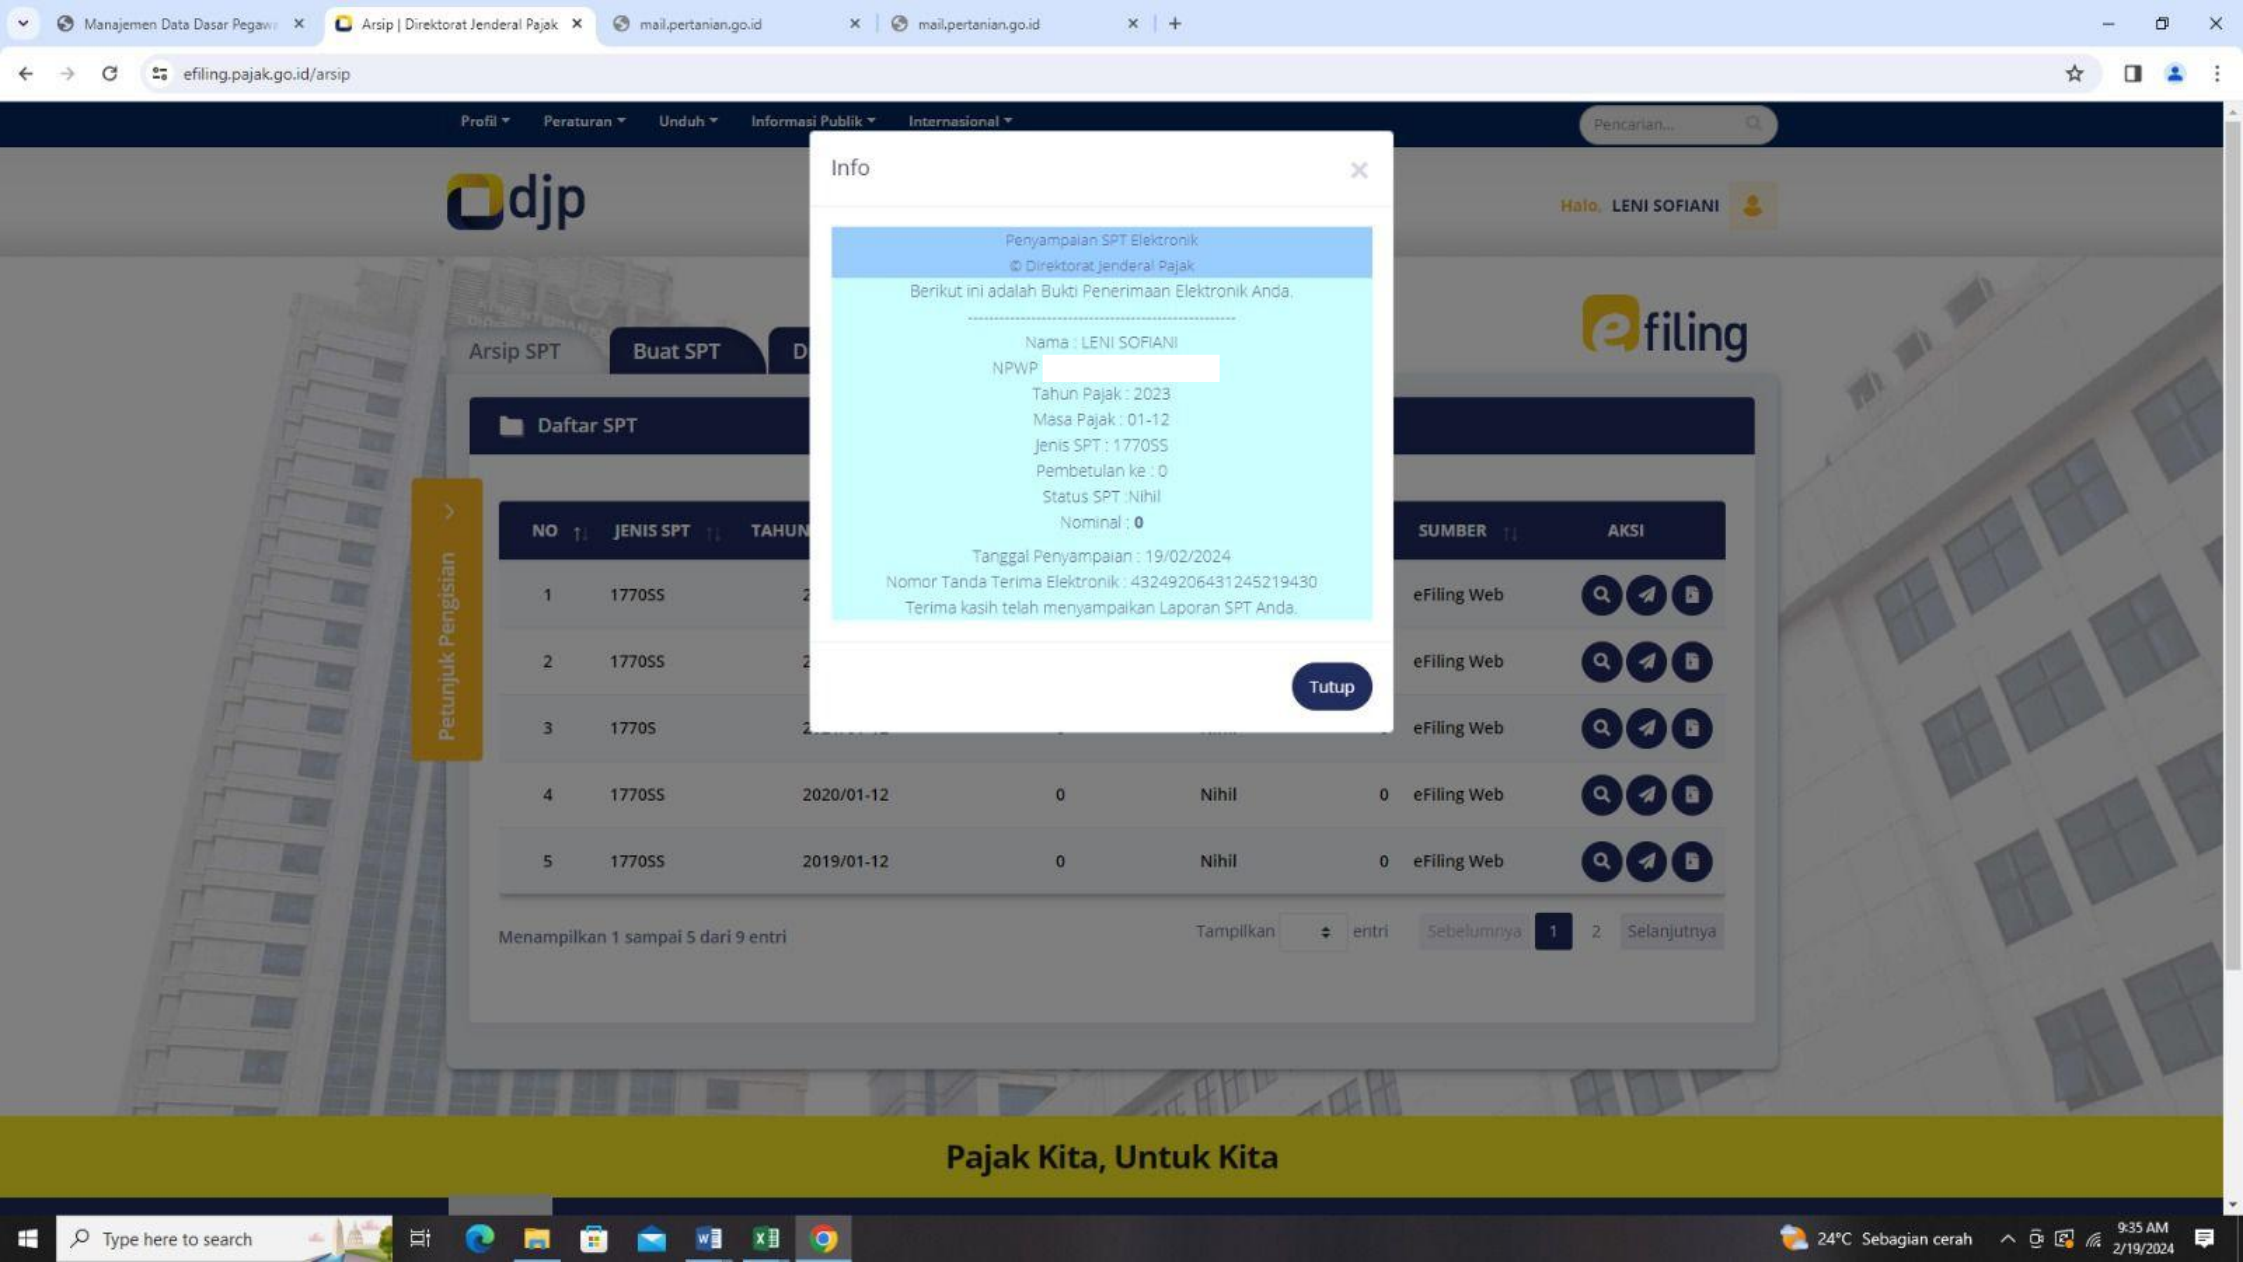 Manajemen Data Dasar Pegaw
Arsip | Direktorat Jenderal Pajak
mail.pertanian.go.id
mail.pertanian.go.id
efiling.pajak.go.id/arsip
Profil
Peraturan
Unduh
Informasi Publik
Internasional
Pencarian...
djp
Halo, LENI SOFIANI
Info
Penyampaian SPT Elektronik
© Direktorat Jenderal Pajak
Berikut ini adalah Bukti Penerimaan Elektronik Anda.
------------------------------------------------
Nama : LENI SOFIANI
NPWP
Tahun Pajak : 2023
Masa Pajak : 01-12
Jenis SPT : 1770SS
Pembetulan ke : 0
Status SPT :Nihil
Nominal : 0
Tanggal Penyampaian : 19/02/2024
Nomor Tanda Terima Elektronik : 43249206431245219430
Terima kasih telah menyampaikan Laporan SPT Anda.
Tutup
efiling
Arsip SPT
Buat SPT
D
Daftar SPT
Petunjuk Pengisian
NO JENIS SPT TAHUN SUMBER AKSI
1 1770SS 2 eFiling Web
2 1770SS 2 eFiling Web
3 1770S 2 eFiling Web
4 1770SS 2020/01-12 0 Nihil 0 eFiling Web
5 1770SS 2019/01-12 0 Nihil 0 eFiling Web
Menampilkan 1 sampai 5 dari 9 entri
Tampilkan entri
Sebelumnya 1 2 Selanjutnya
Pajak Kita, Untuk Kita
Type here to search
24°C Sebagian cerah
9:35 AM
2/19/2024